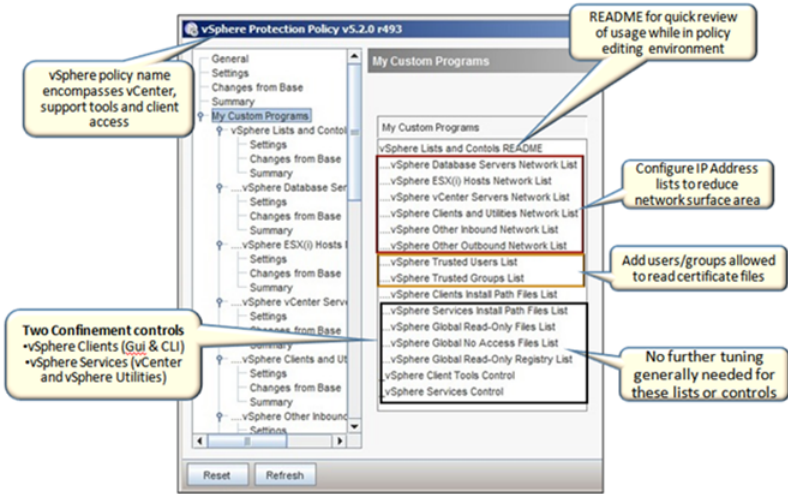 vSphere Protection Policy v5.2.0 r493
README for quick review
of usage while in policy
editing environment
vSphere policy name
encompasses vCenter,
support tools and client
access
General
Settings
Changes from Base
Summary
My Custom Programs
vSphere Lists and Contol
Settings
Changes from Base
Summary
....vSphere Database Ser
Settings
Changes from Base
Summary
....vSphere ESX(i) Hosts
Settings
Changes from Base
Summary
....vSphere vCenter Serve
Settings
Changes from Base
Summary
....vSphere Clients and Ut
Settings
Changes from Base
Summary
....vSphere Other Inbound
Settings
My Custom Programs
My Custom Programs
vSphere Lists and Contols README
....vSphere Database Servers Network List
....vSphere ESX(i) Hosts Network List
....vSphere vCenter Servers Network List
....vSphere Clients and Utilities Network List
....vSphere Other Inbound Network List
....vSphere Other Outbound Network List
....vSphere Trusted Users List
....vSphere Trusted Groups List
....vSphere Clients Install Path Files List
....vSphere Services Install Path Files List
....vSphere Global Read-Only Files List
....vSphere Global No Access Files List
....vSphere Global Read-Only Registry List
_vSphere Client Tools Control
_vSphere Services Control
Configure IP Address
lists to reduce
network surface area
Add users/groups allowed
to read certificate files
Two Confinement controls
•vSphere Clients (Gui & CLI)
•vSphere Services (vCenter
and vSphere Utilities)
No further tuning
generally needed for
these lists or controls
Reset
Refresh